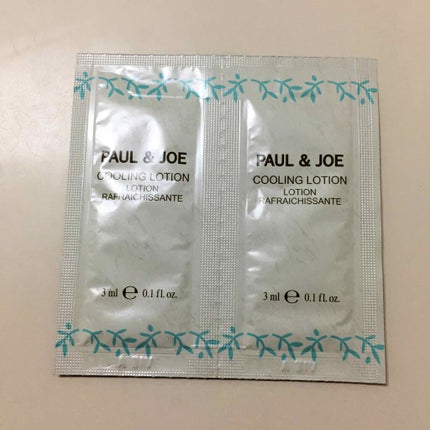 PAUL & JOE
COOLING LOTION
LOTION
RAFRAICHISSANTE
3 ml ℮ 0.1 fl. oz.
PAUL & JOE
COOLING LOTION
LOTION
RAFRAICHISSANTE
3 ml ℮ 0.1 fl. oz.